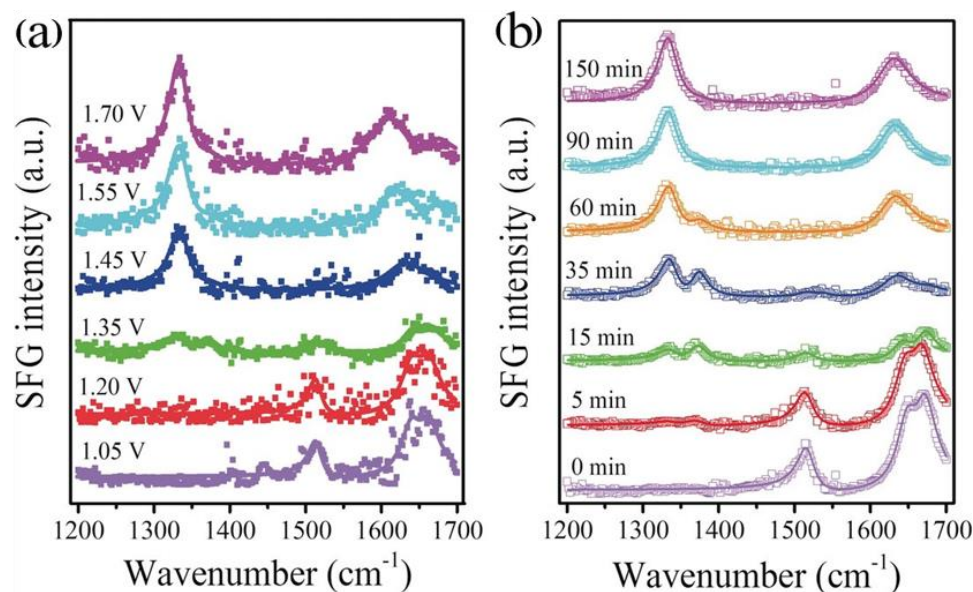 (a)
SFG intensity (a.u.)
1.70 V
1.55 V
1.45 V
1.35 V
1.20 V
1.05 V
1200 1300 1400 1500 1600 1700
Wavenumber (cm⁻¹)
(b)
SFG intensity (a.u.)
150 min
90 min
60 min
35 min
15 min
5 min
0 min
1200 1300 1400 1500 1600 1700
Wavenumber (cm⁻¹)